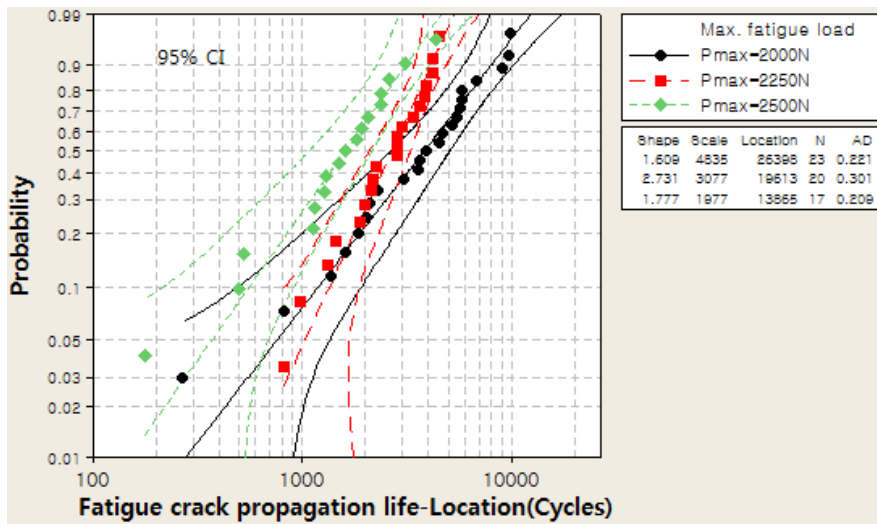 0.99
0.9
0.8
0.7
0.6
0.5
0.4
0.3
0.2
0.1
0.05
0.03
0.02
0.01
Probability
95% CI
100 1000 10000
Fatigue crack propagation life-Location(Cycles)
Max. fatigue load
Pmax-2000N
Pmax-2250N
Pmax-2500N
Shape Scale Location N AD
1.609 4835 26398 23 0.221
2.731 3077 19613 20 0.301
1.777 1977 13865 17 0.209